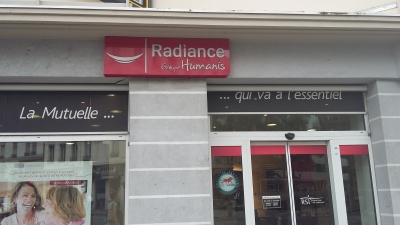 Radiance
Groupe Humanis
La Mutuelle ...
... qui va à l'essentiel